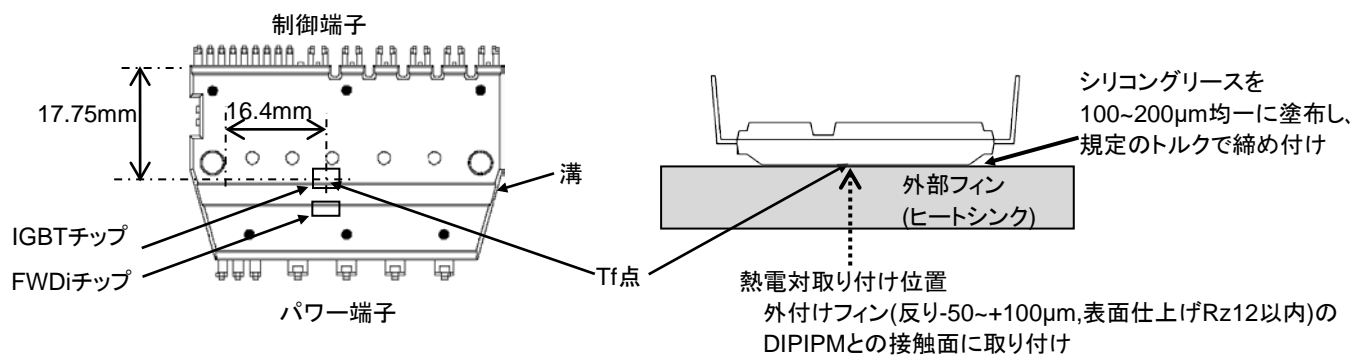 制御端子
17.75mm
16.4mm
溝
IGBTチップ
FWDiチップ
Tf点
パワー端子
シリコングリースを
100~200μm均一に塗布し、
規定のトルクで締め付け
外部フィン
(ヒートシンク)
熱電対取り付け位置
外付けフィン(反り-50~+100μm,表面仕上げRz12以内)の
DIPIPMとの接触面に取り付け